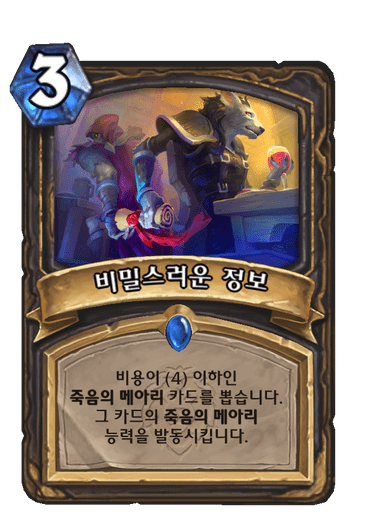 3
비밀스러운 정보
비용이 (4) 이하인
죽음의 메아리 카드를 뽑습니다.
그 카드의 죽음의 메아리
능력을 발동시킵니다.